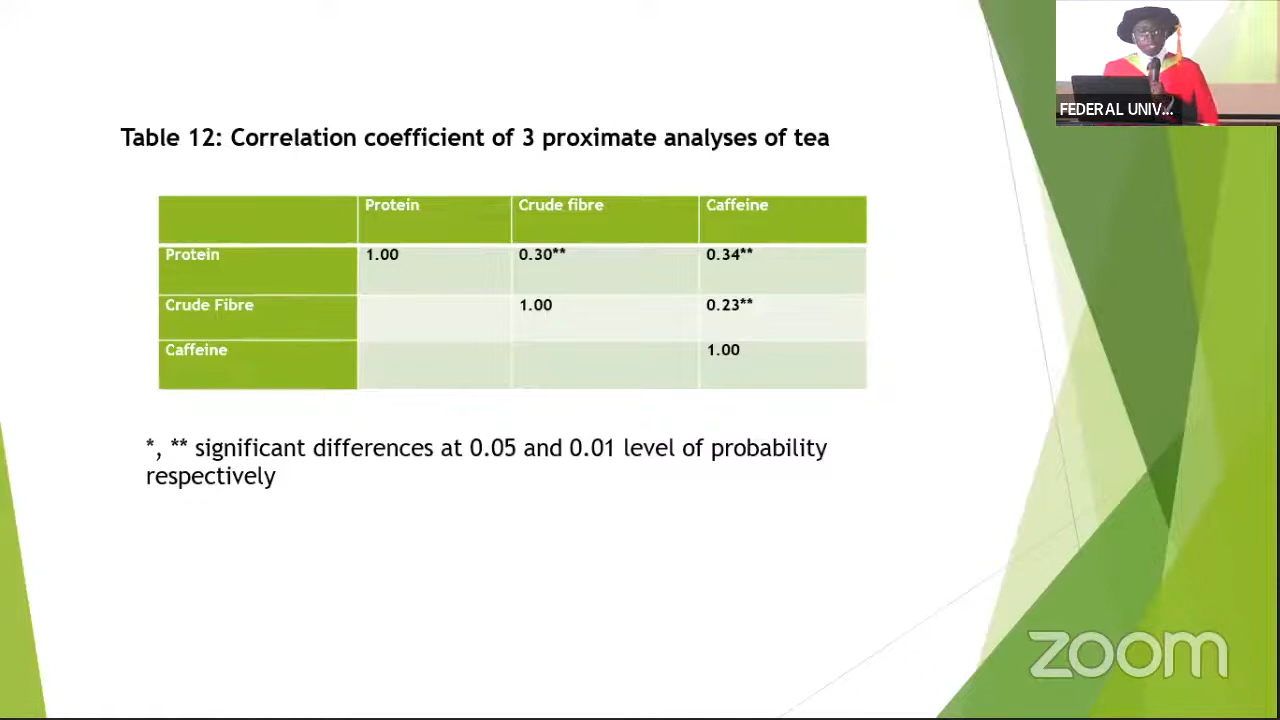 FEDERAL UNIV...
Table 12: Correlation coefficient of 3 proximate analyses of tea
Protein Crude fibre Caffeine
Protein 1.00 0.30** 0.34**
Crude Fibre 1.00 0.23**
Caffeine 1.00
*, ** significant differences at 0.05 and 0.01 level of probability
respectively
zoom